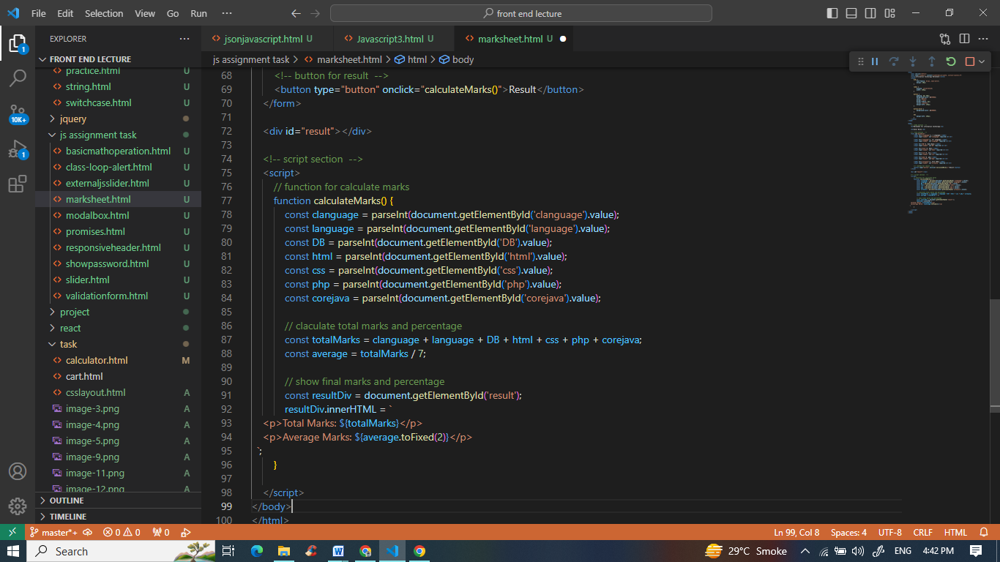 File Edit Selection View Go Run ··· front end lecture
EXPLORER ···
jsonjavascript.html U Javascript3.html U marksheet.html U
FRONT END LECTURE
js assignment task > marksheet.html > html > body
practice.html U
string.html U
switchcase.html U
jquery
js assignment task
basicmathoperation.html U
class-loop-alert.html U
externaljsslider.html U
marksheet.html U
modalbox.html U
promises.html U
responsiveheader.html U
showpassword.html U
slider.html U
validationform.html U
project
react
task
calculator.html M
cart.html
csslayout.html A
image-3.png A
image-4.png A
image-5.png A
image-9.png A
image-11.png A
image-12.png A
OUTLINE
TIMELINE
1
10K+
1
68 <!-- button for result -->
69 <button type="button" onclick="calculateMarks()">Result</button>
70 </form>
71
72 <div id="result"></div>
73
74 <!-- script section -->
75 <script>
76 // function for calculate marks
77 function calculateMarks() {
78 const clanguage = parseInt(document.getElementById('clanguage').value);
79 const language = parseInt(document.getElementById('language').value);
80 const DB = parseInt(document.getElementById('DB').value);
81 const html = parseInt(document.getElementById('html').value);
82 const css = parseInt(document.getElementById('css').value);
83 const php = parseInt(document.getElementById('php').value);
84 const corejava = parseInt(document.getElementById('corejava').value);
85
86 // claculate total marks and percentage
87 const totalMarks = clanguage + language + DB + html + css + php + corejava;
88 const average = totalMarks / 7;
89
90 // show final marks and percentage
91 const resultDiv = document.getElementById('result');
92 resultDiv.innerHTML = `
93 <p>Total Marks: ${totalMarks}</p>
94 <p>Average Marks: ${average.toFixed(2)}</p>
95 `;
96 }
97
98 </script>
99 </body>
100 </html>
master*+ 0 0 0 Ln 99, Col 8 Spaces: 4 UTF-8 CRLF HTML
Search 29°C Smoke ENG 4:42 PM